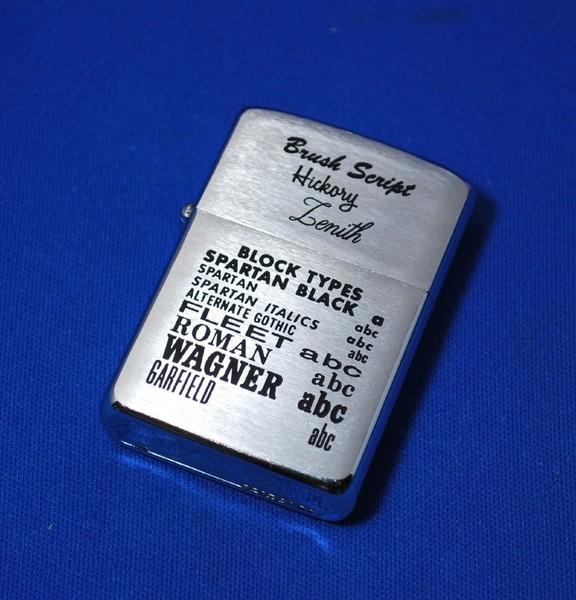 Brush Script
Hickory
Zenith
BLOCK TYPES
SPARTAN BLACK a
SPARTAN abc
SPARTAN ITALICS abc
ALTERNATE GOTHIC abc
FLEET abc
ROMAN abc
WAGNER abc
GARFIELD abc